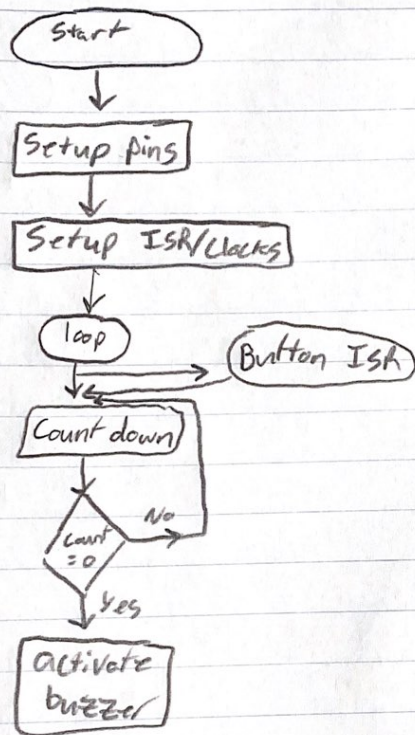 Start
Setup pins
Setup ISR/Clocks
loop
Button ISR
Count down
No
count
=0
Yes
activate
buzzer